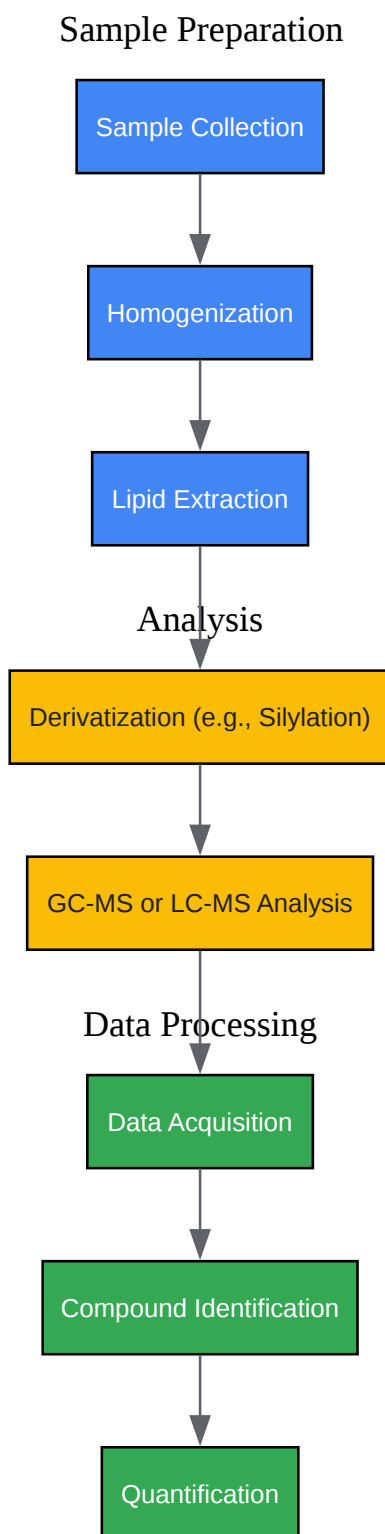 Sample Preparation
Sample Collection
Homogenization
Lipid Extraction
Analysis
Derivatization (e.g., Silylation)
GC-MS or LC-MS Analysis
Data Processing
Data Acquisition
Compound Identification
Quantification